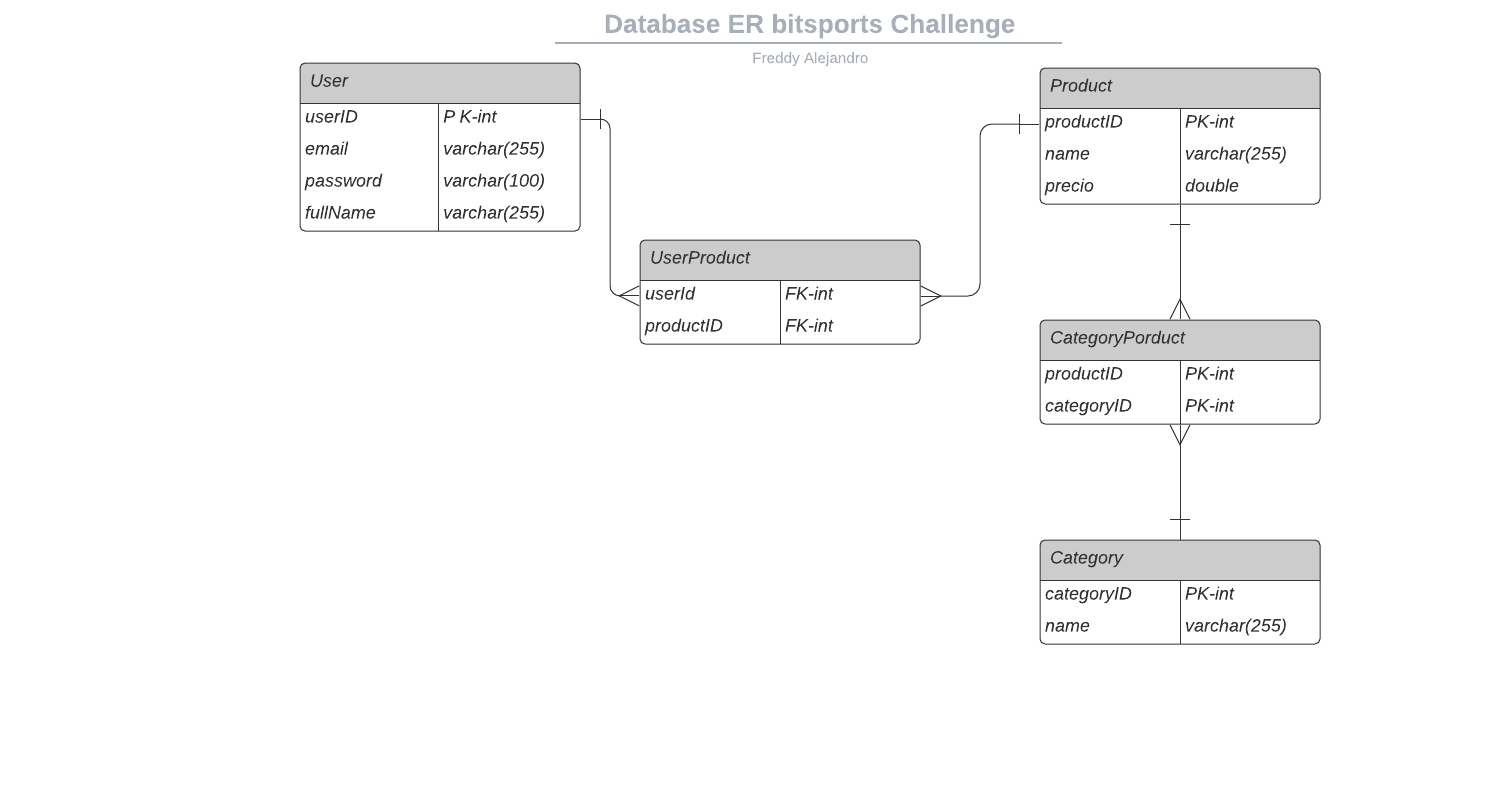 Database ER bitsports Challenge
Freddy Alejandro
User
userID P K-int
email varchar(255)
password varchar(100)
fullName varchar(255)
Product
productID PK-int
name varchar(255)
precio double
UserProduct
userId FK-int
productID FK-int
CategoryPorduct
productID PK-int
categoryID PK-int
Category
categoryID PK-int
name varchar(255)